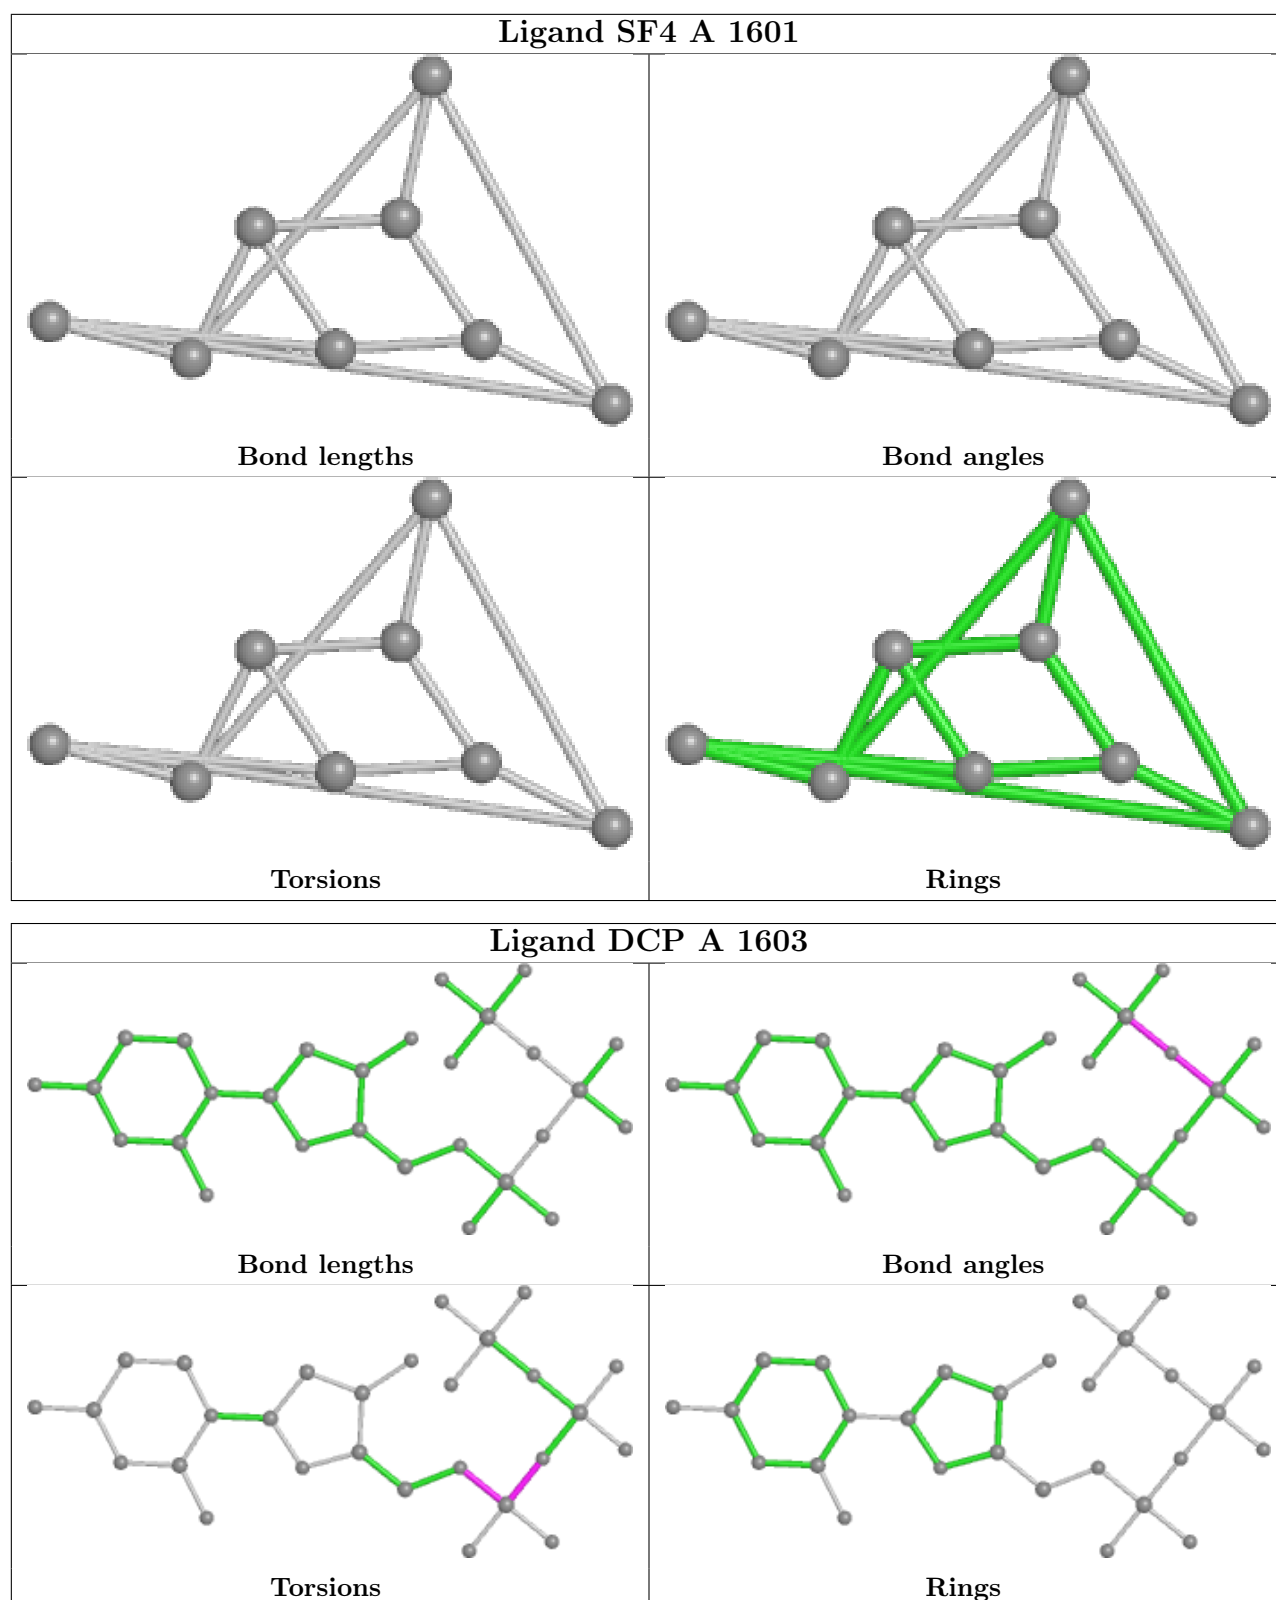 Ligand SF4 A 1601
Bond lengths
Bond angles
Torsions
Rings
Ligand DCP A 1603
Bond lengths
Bond angles
Torsions
Rings